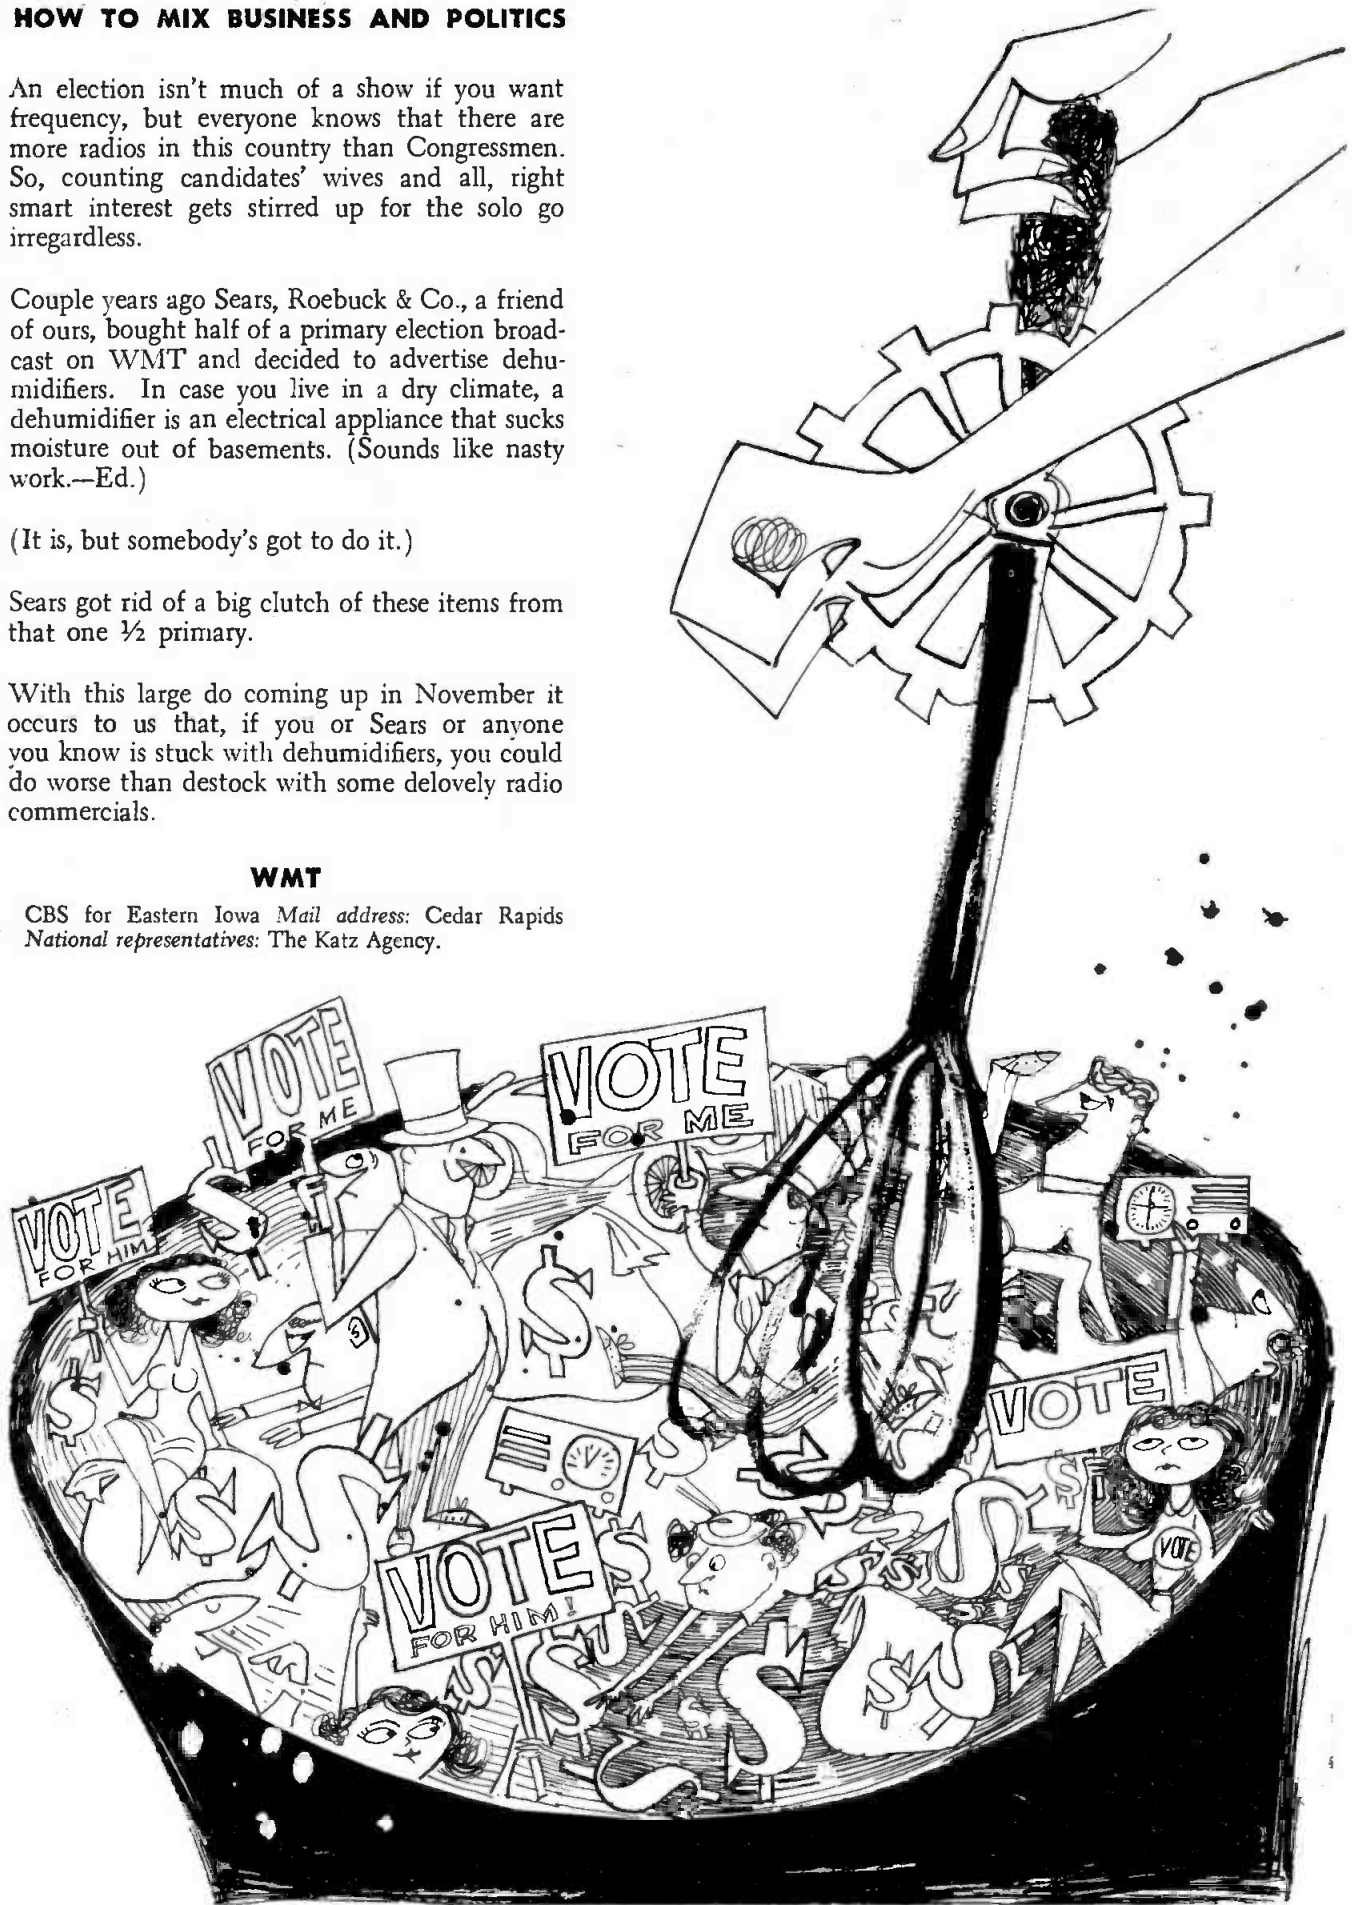 HOW TO MIX BUSINESS AND POLITICS
An election isn't much of a show if you want
frequency, but everyone knows that there are
more radios in this country than Congressmen.
So, counting candidates' wives and all, right
smart interest gets stirred up for the solo go
irregardless.
Couple years ago Sears, Roebuck & Co., a friend
of ours, bought half of a primary election broad-
cast on WMT and decided to advertise dehu-
midifiers. In case you live in a dry climate, a
dehumidifier is an electrical appliance that sucks
moisture out of basements. (Sounds like nasty
work.—Ed.)
(It is, but somebody's got to do it.)
Sears got rid of a big clutch of these items from
that one ½ primary.
With this large do coming up in November it
occurs to us that, if you or Sears or anyone
you know is stuck with dehumidifiers, you could
do worse than destock with some delovely radio
commercials.
WMT
CBS for Eastern Iowa Mail address: Cedar Rapids
National representatives: The Katz Agency.
VOTE
FOR ME
VOTE
FOR ME
VOTE
FOR HIM
$
$
VOTE
$
$
$
VOTE
FOR HIM!
VOTE
$
$
$